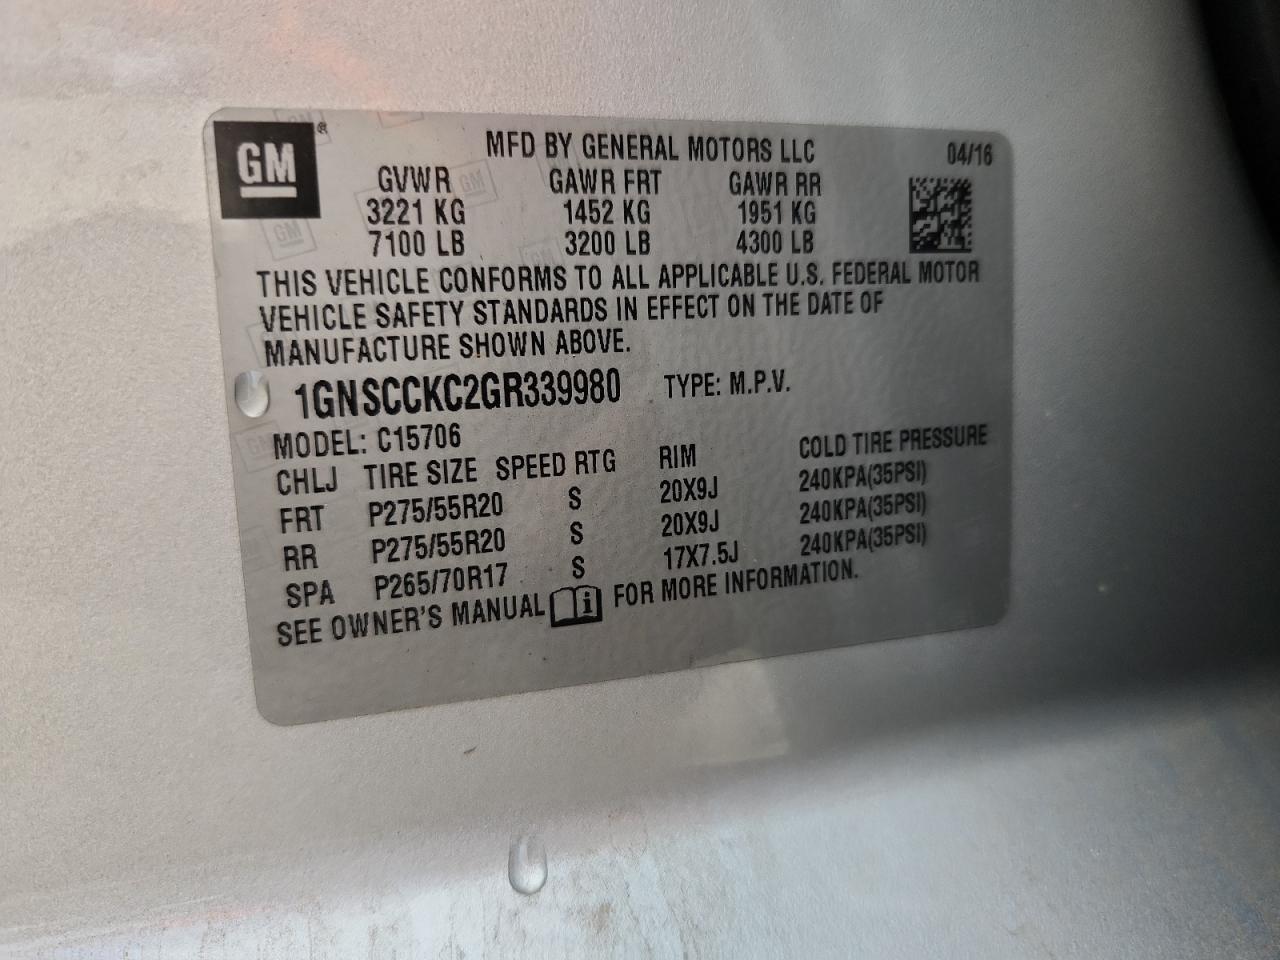 GM®
MFD BY GENERAL MOTORS LLC 04/16
GVWR GAWR FRT GAWR RR
3221 KG 1452 KG 1951 KG
7100 LB 3200 LB 4300 LB
THIS VEHICLE CONFORMS TO ALL APPLICABLE U.S. FEDERAL MOTOR
VEHICLE SAFETY STANDARDS IN EFFECT ON THE DATE OF
MANUFACTURE SHOWN ABOVE.
1GNSCCKC2GR339980 TYPE: M.P.V.
MODEL: C15706
CHLJ TIRE SIZE SPEED RTG RIM COLD TIRE PRESSURE
FRT P275/55R20 S 20X9J 240KPA(35PSI)
RR P275/55R20 S 20X9J 240KPA(35PSI)
SPA P265/70R17 S 17X7.5J 240KPA(35PSI)
SEE OWNER'S MANUAL i FOR MORE INFORMATION.